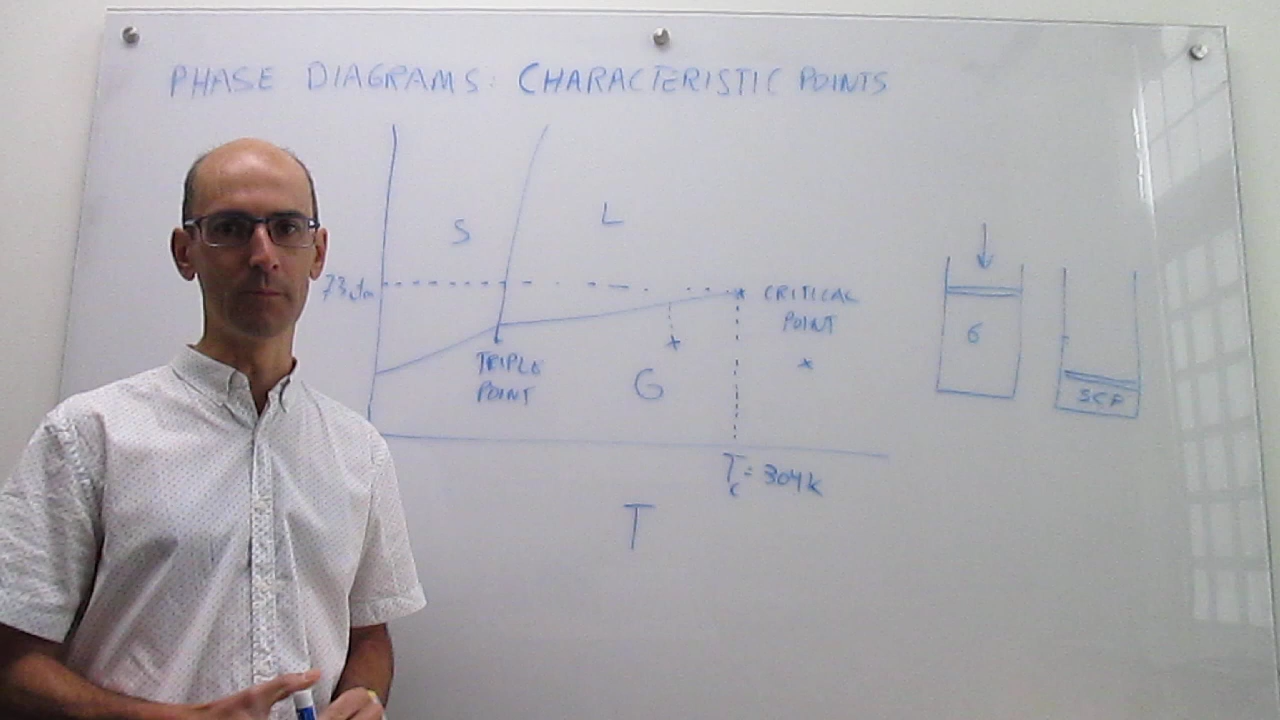 PHASE DIAGRAMS: CHARACTERISTIC POINTS
S
L
73 atm
CRITICAL
POINT
TRIPLE
POINT
G
Tc = 304K
T
G
SCF